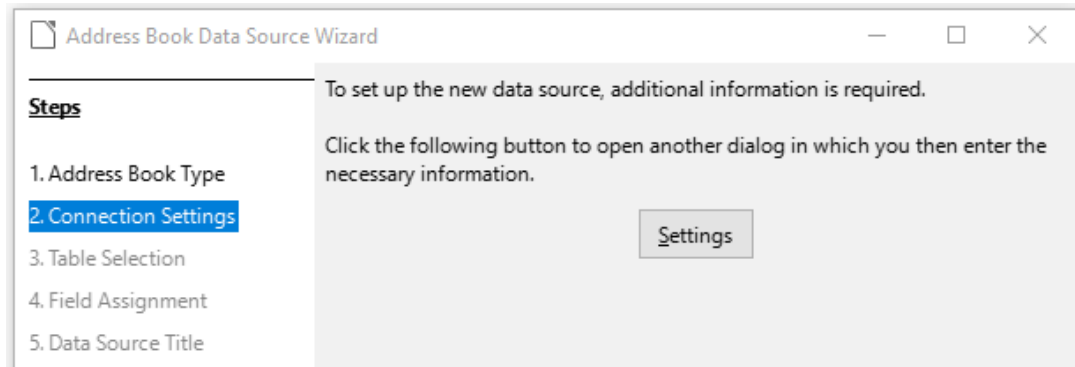 Address Book Data Source Wizard
Steps
1. Address Book Type
2. Connection Settings
3. Table Selection
4. Field Assignment
5. Data Source Title
To set up the new data source, additional information is required.
Click the following button to open another dialog in which you then enter the
necessary information.
Settings